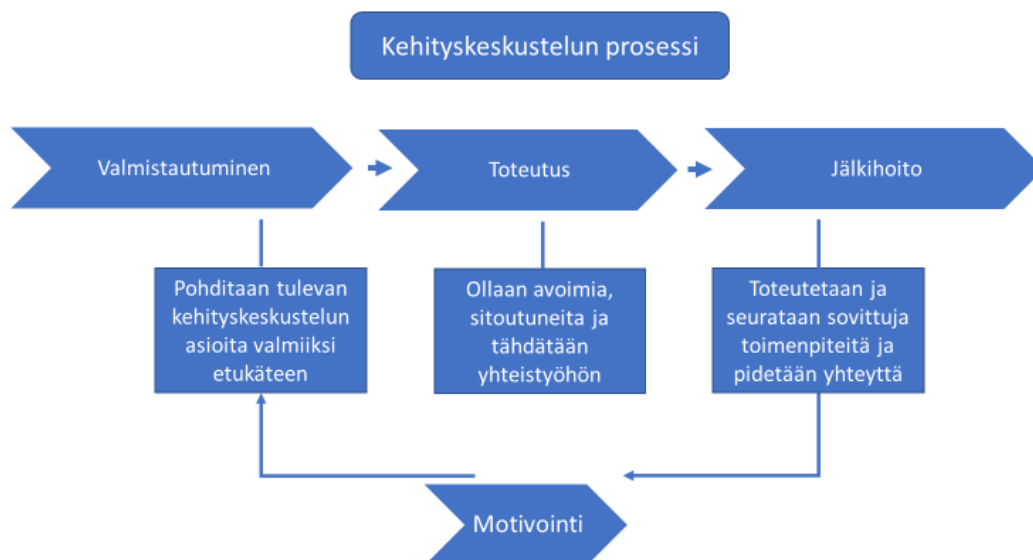 Kehityskeskustelun prosessi
Valmistautuminen
Toteutus
Jälkihoito
Pohditaan tulevan
kehityskeskustelun
asioita valmiiksi
etukäteen
Ollaan avoimia,
sitoutuneita ja
tähdätään
yhteistyöhön
Toteutetaan ja
seurataan sovittuja
toimenpiteitä ja
pidetään yhteyttä
Motivointi